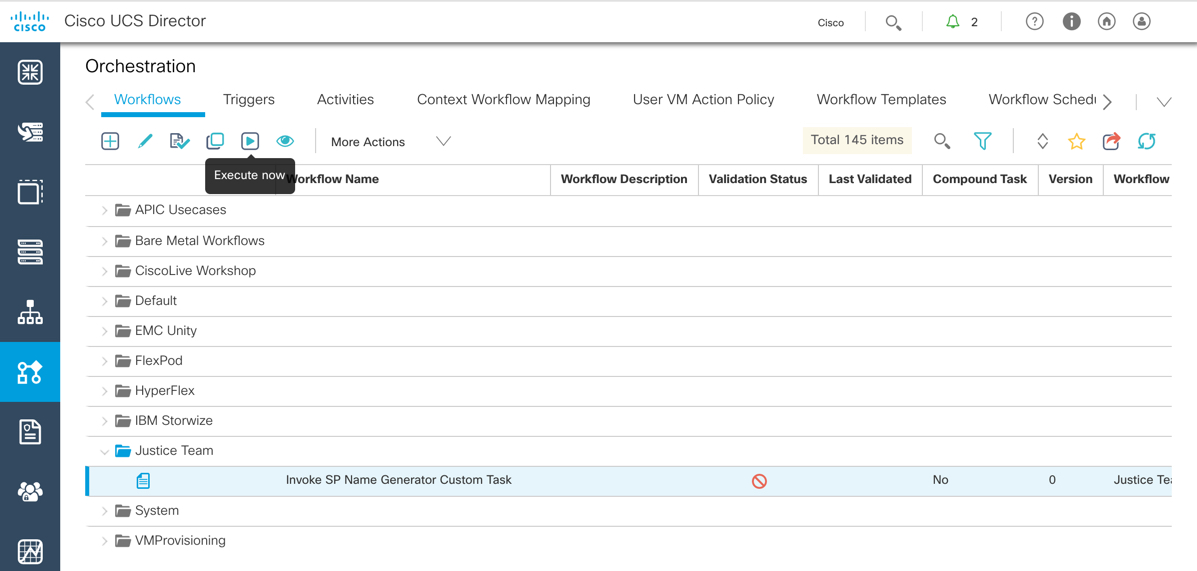 CISCO
Cisco UCS Director
Cisco
2
Orchestration
Workflows Triggers Activities Context Workflow Mapping User VM Action Policy Workflow Templates Workflow Schedu
More Actions
Total 145 items
Execute now
Workflow Name Workflow Description Validation Status Last Validated Compound Task Version Workflow
APIC Usecases
Bare Metal Workflows
CiscoLive Workshop
Default
EMC Unity
FlexPod
HyperFlex
IBM Storwize
Justice Team
Invoke SP Name Generator Custom Task No 0 Justice Tea
System
VMProvisioning